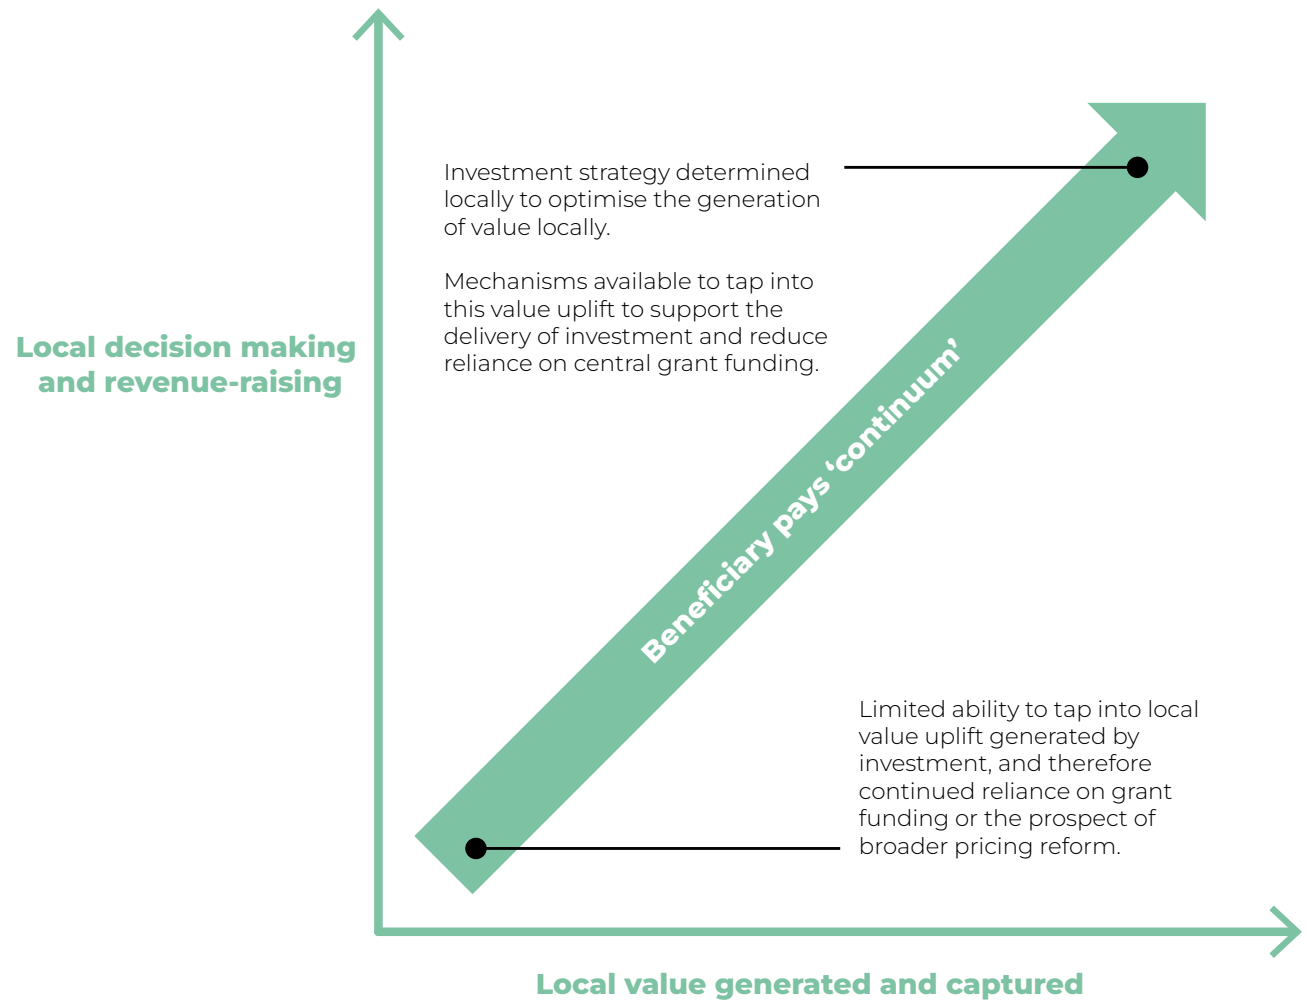 Investment strategy determined
locally to optimise the generation
of value locally.
Mechanisms available to tap into
this value uplift to support the
delivery of investment and reduce
reliance on central grant funding.
Local decision making
and revenue-raising
Beneficiary pays ‘continuum’
Limited ability to tap into local
value uplift generated by
investment, and therefore
continued reliance on grant
funding or the prospect of
broader pricing reform.
Local value generated and captured